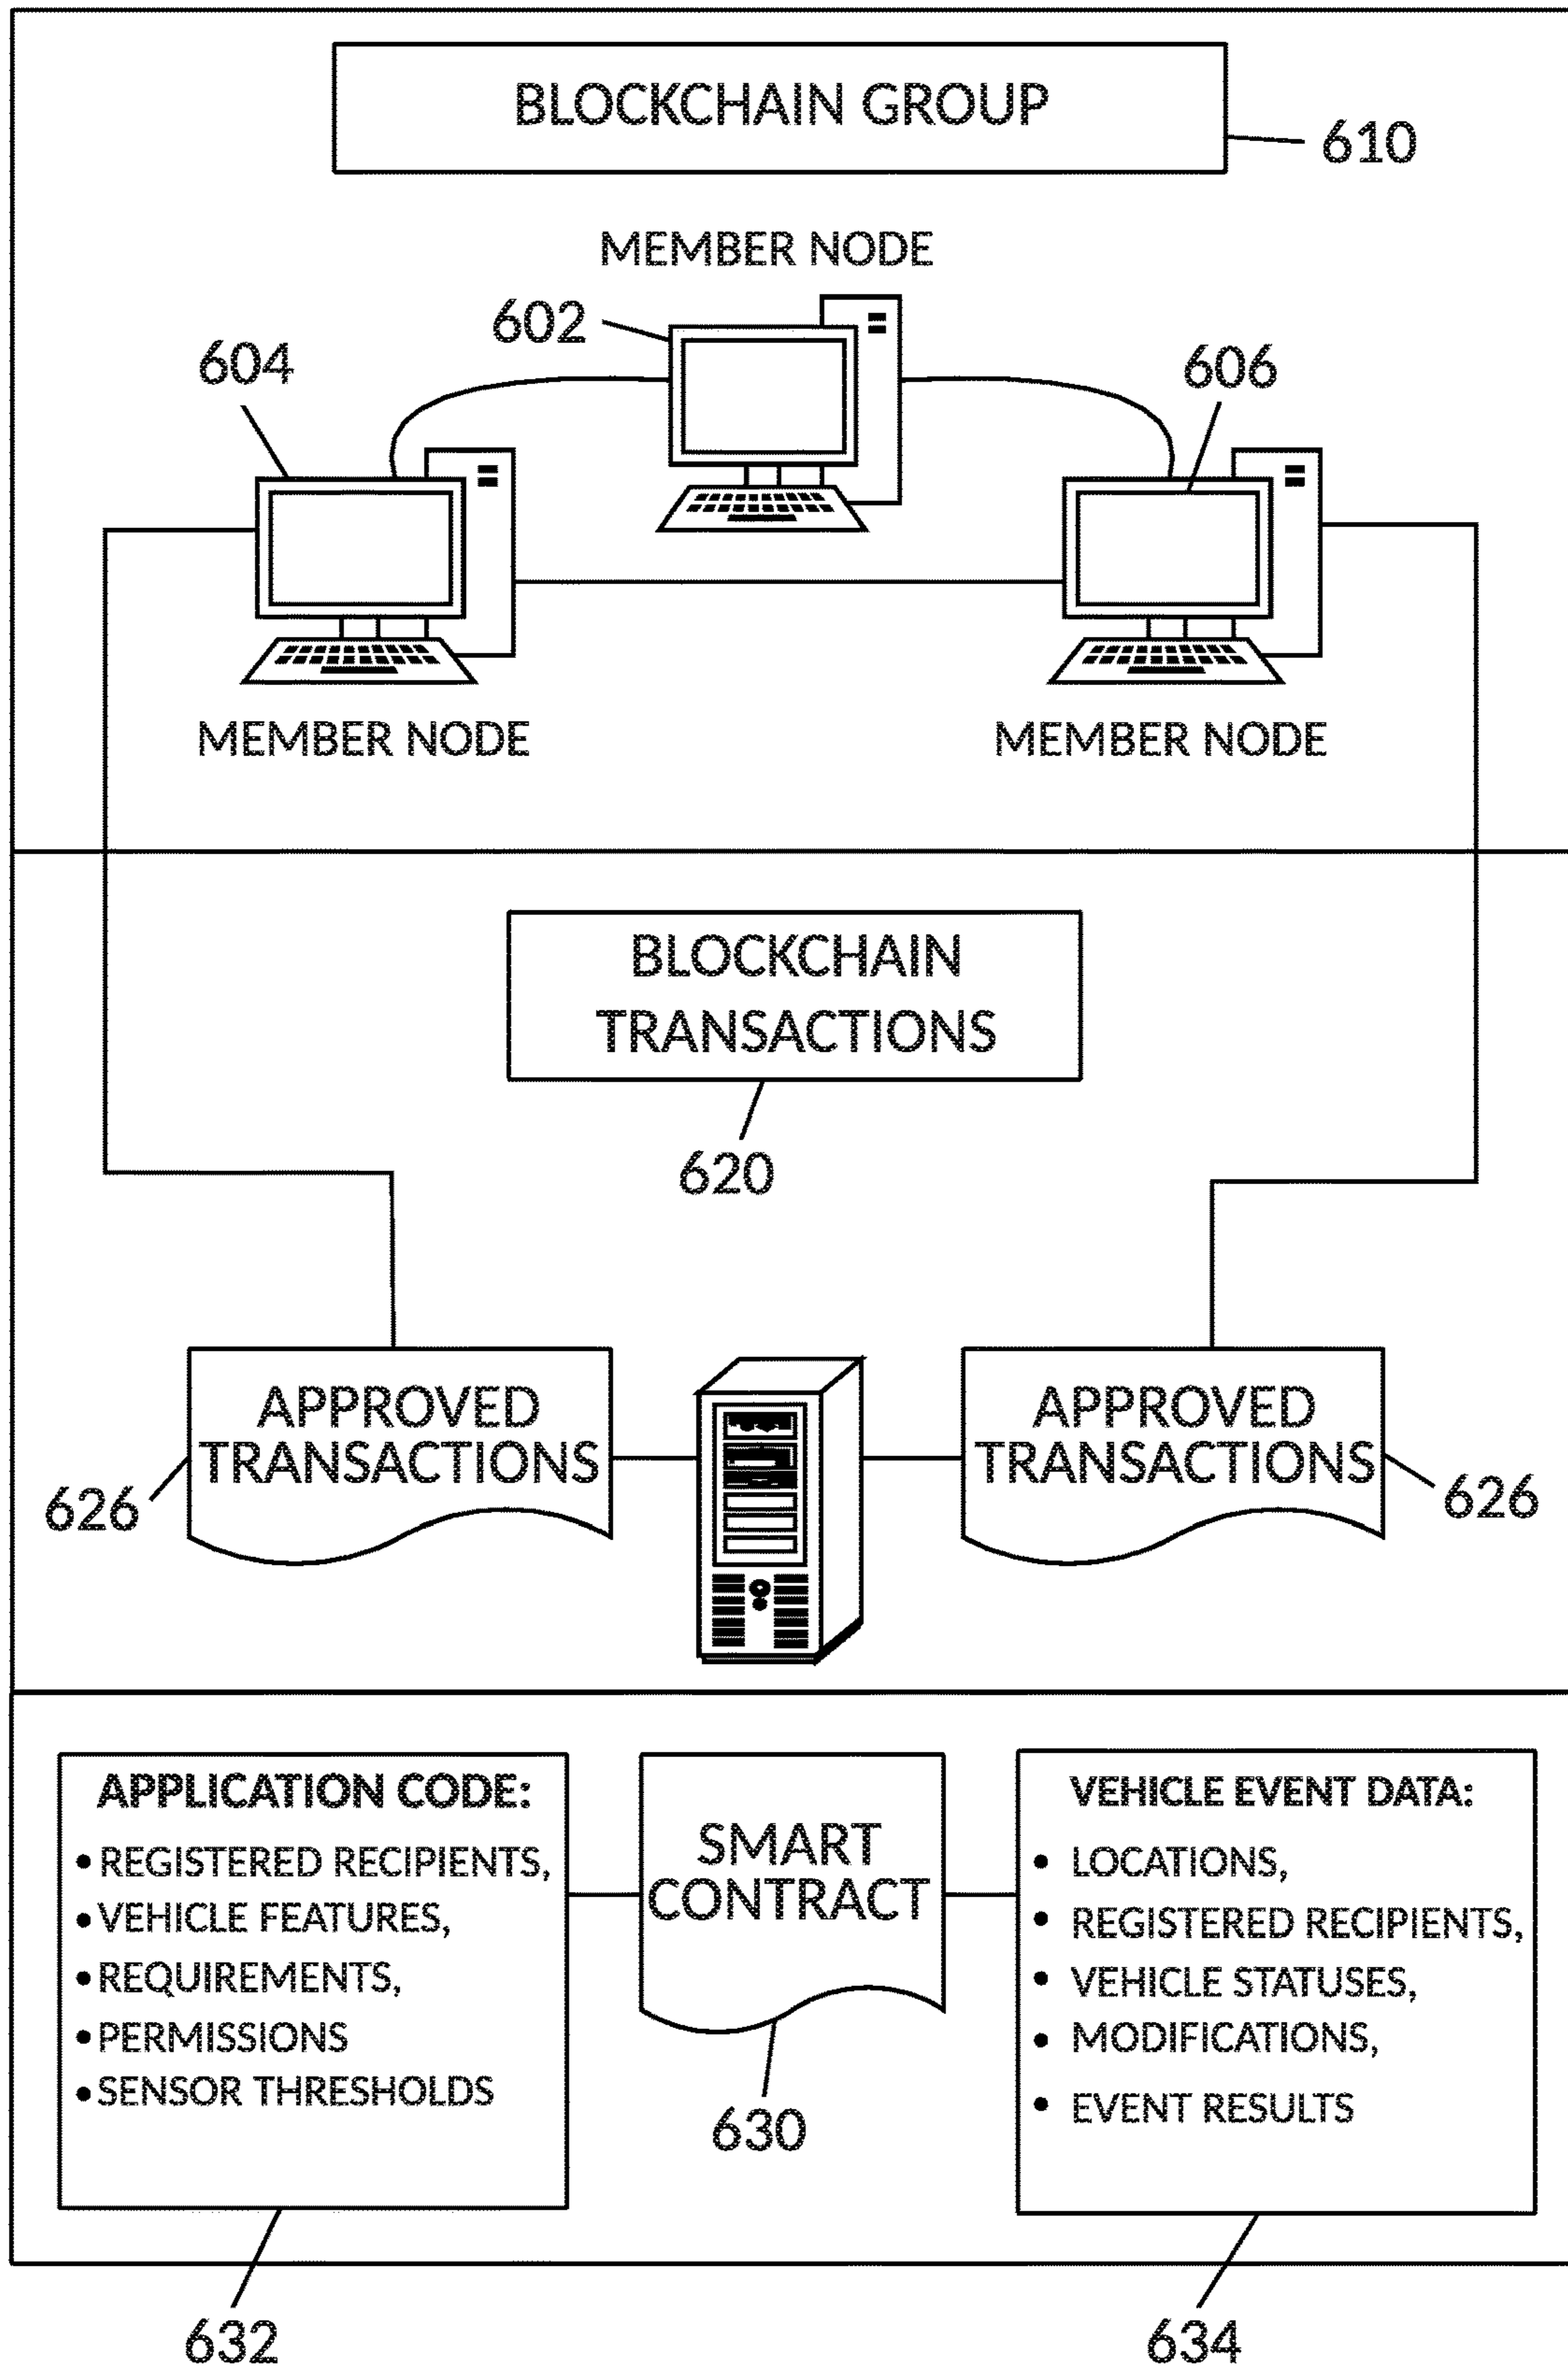 BLOCKCHAIN GROUP
610
MEMBER NODE
602
604
606
MEMBER NODE
MEMBER NODE
BLOCKCHAIN
TRANSACTIONS
620
APPROVED
TRANSACTIONS
626
APPROVED
TRANSACTIONS
626
APPLICATION CODE:
• REGISTERED RECIPIENTS,
• VEHICLE FEATURES,
• REQUIREMENTS,
• PERMISSIONS
• SENSOR THRESHOLDS
632
SMART
CONTRACT
630
VEHICLE EVENT DATA:
• LOCATIONS,
• REGISTERED RECIPIENTS,
• VEHICLE STATUSES,
• MODIFICATIONS,
• EVENT RESULTS
634